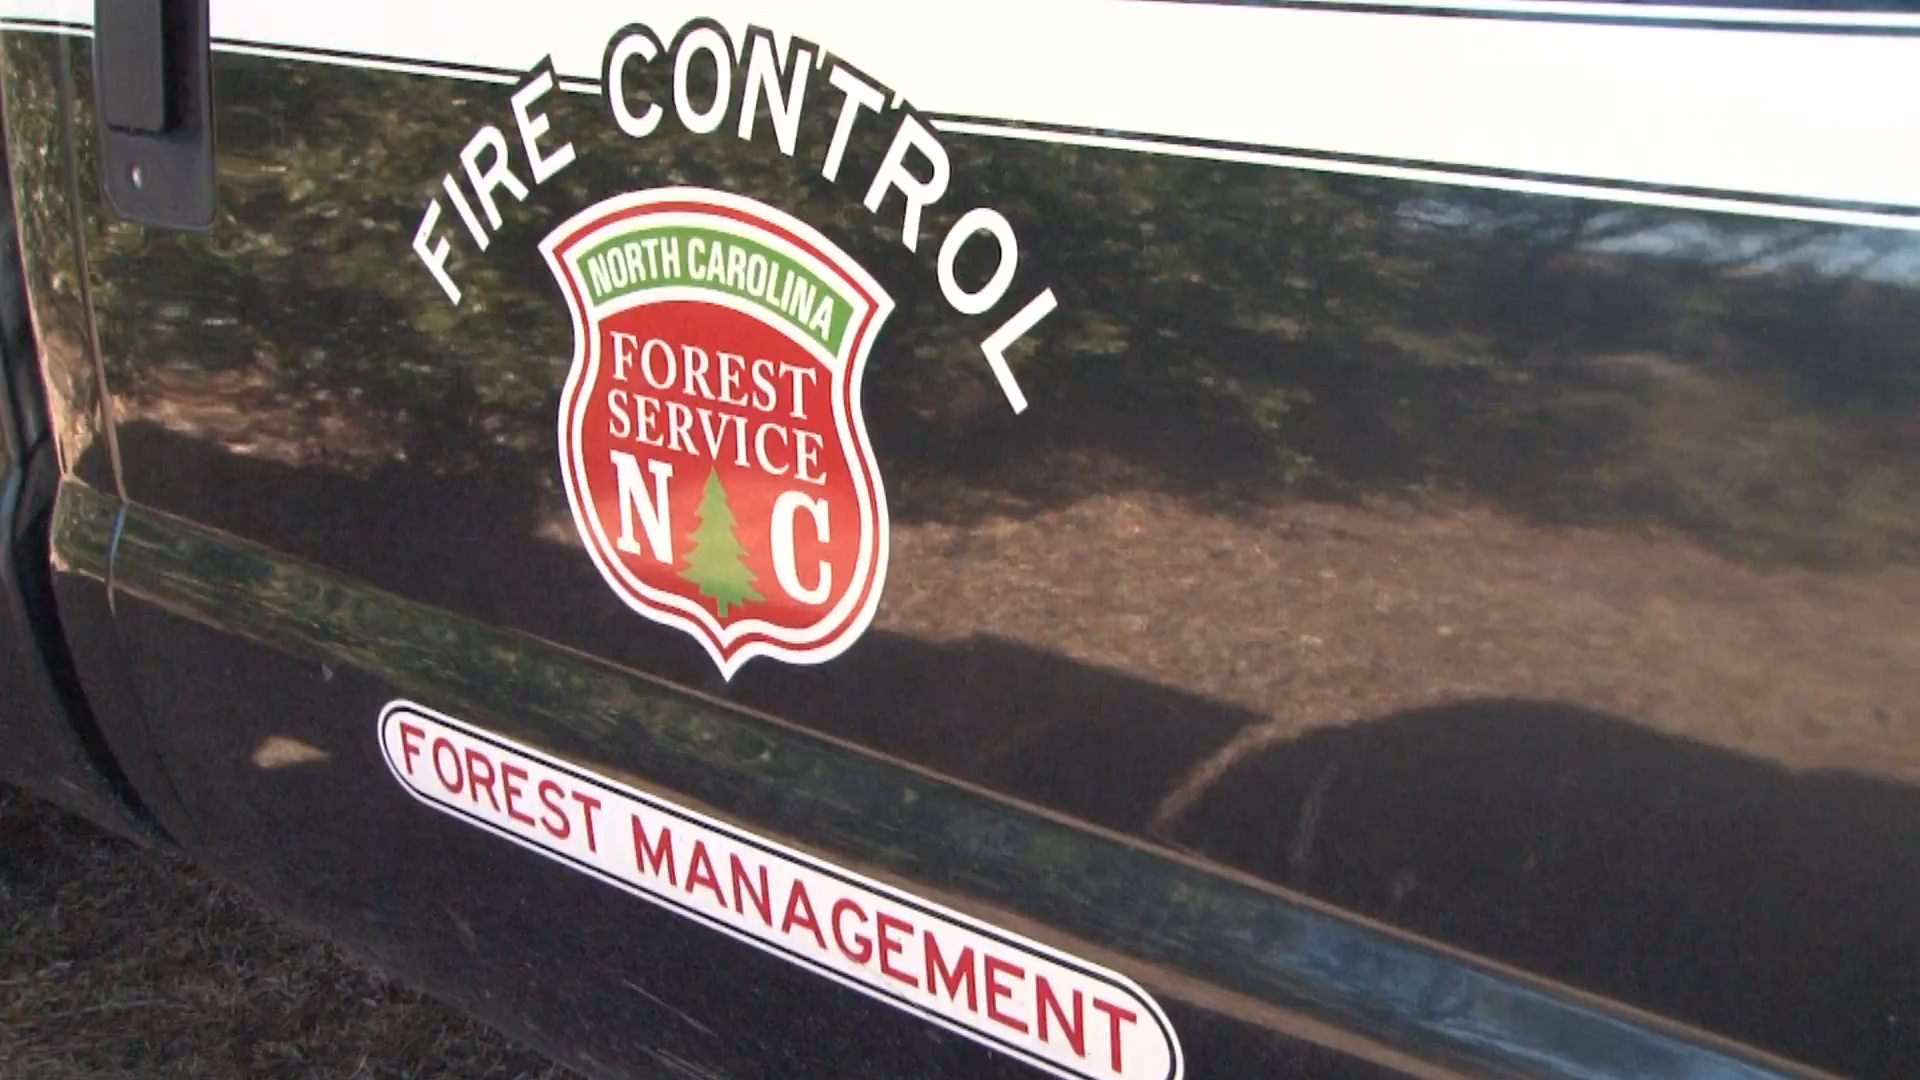 FIRE CONTROL
NORTH CAROLINA
FOREST
SERVICE
N C
FOREST MANAGEMENT